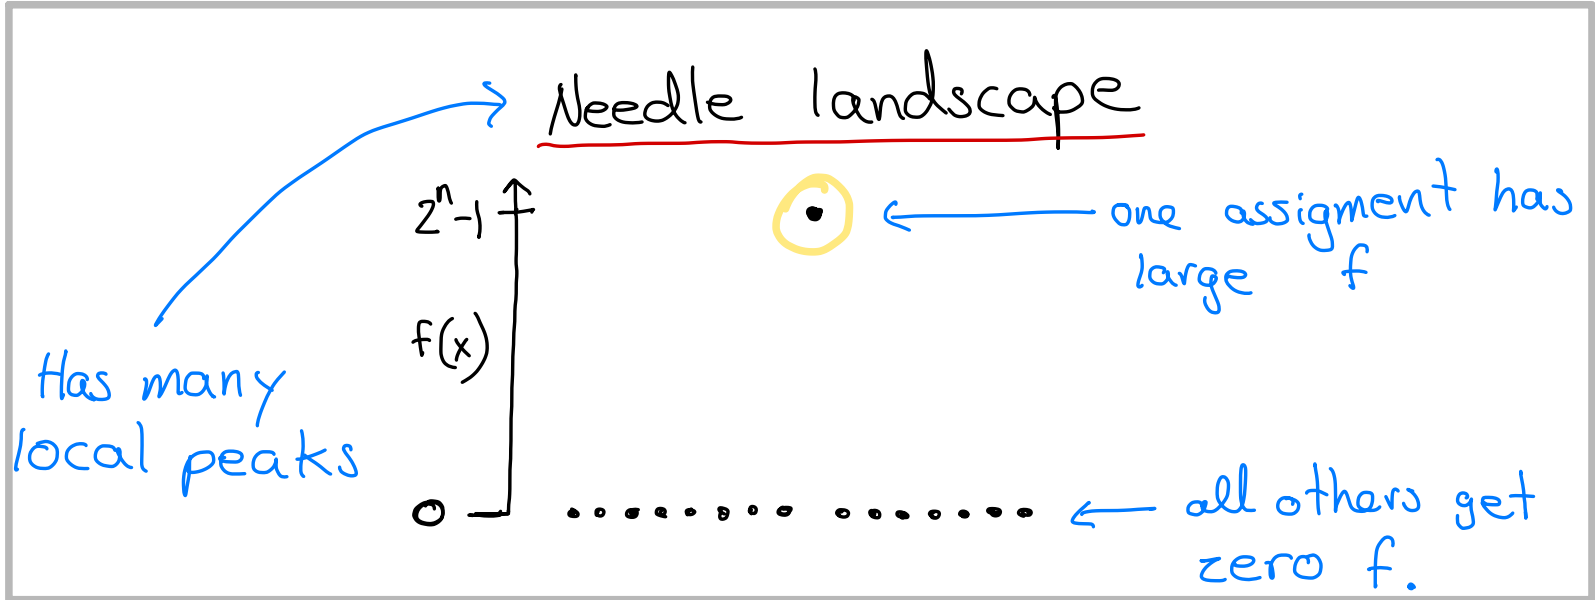 Needle landscape
2^n-1
one assigment has
large f
f(x)
Has many
local peaks
0
all others get
zero f.